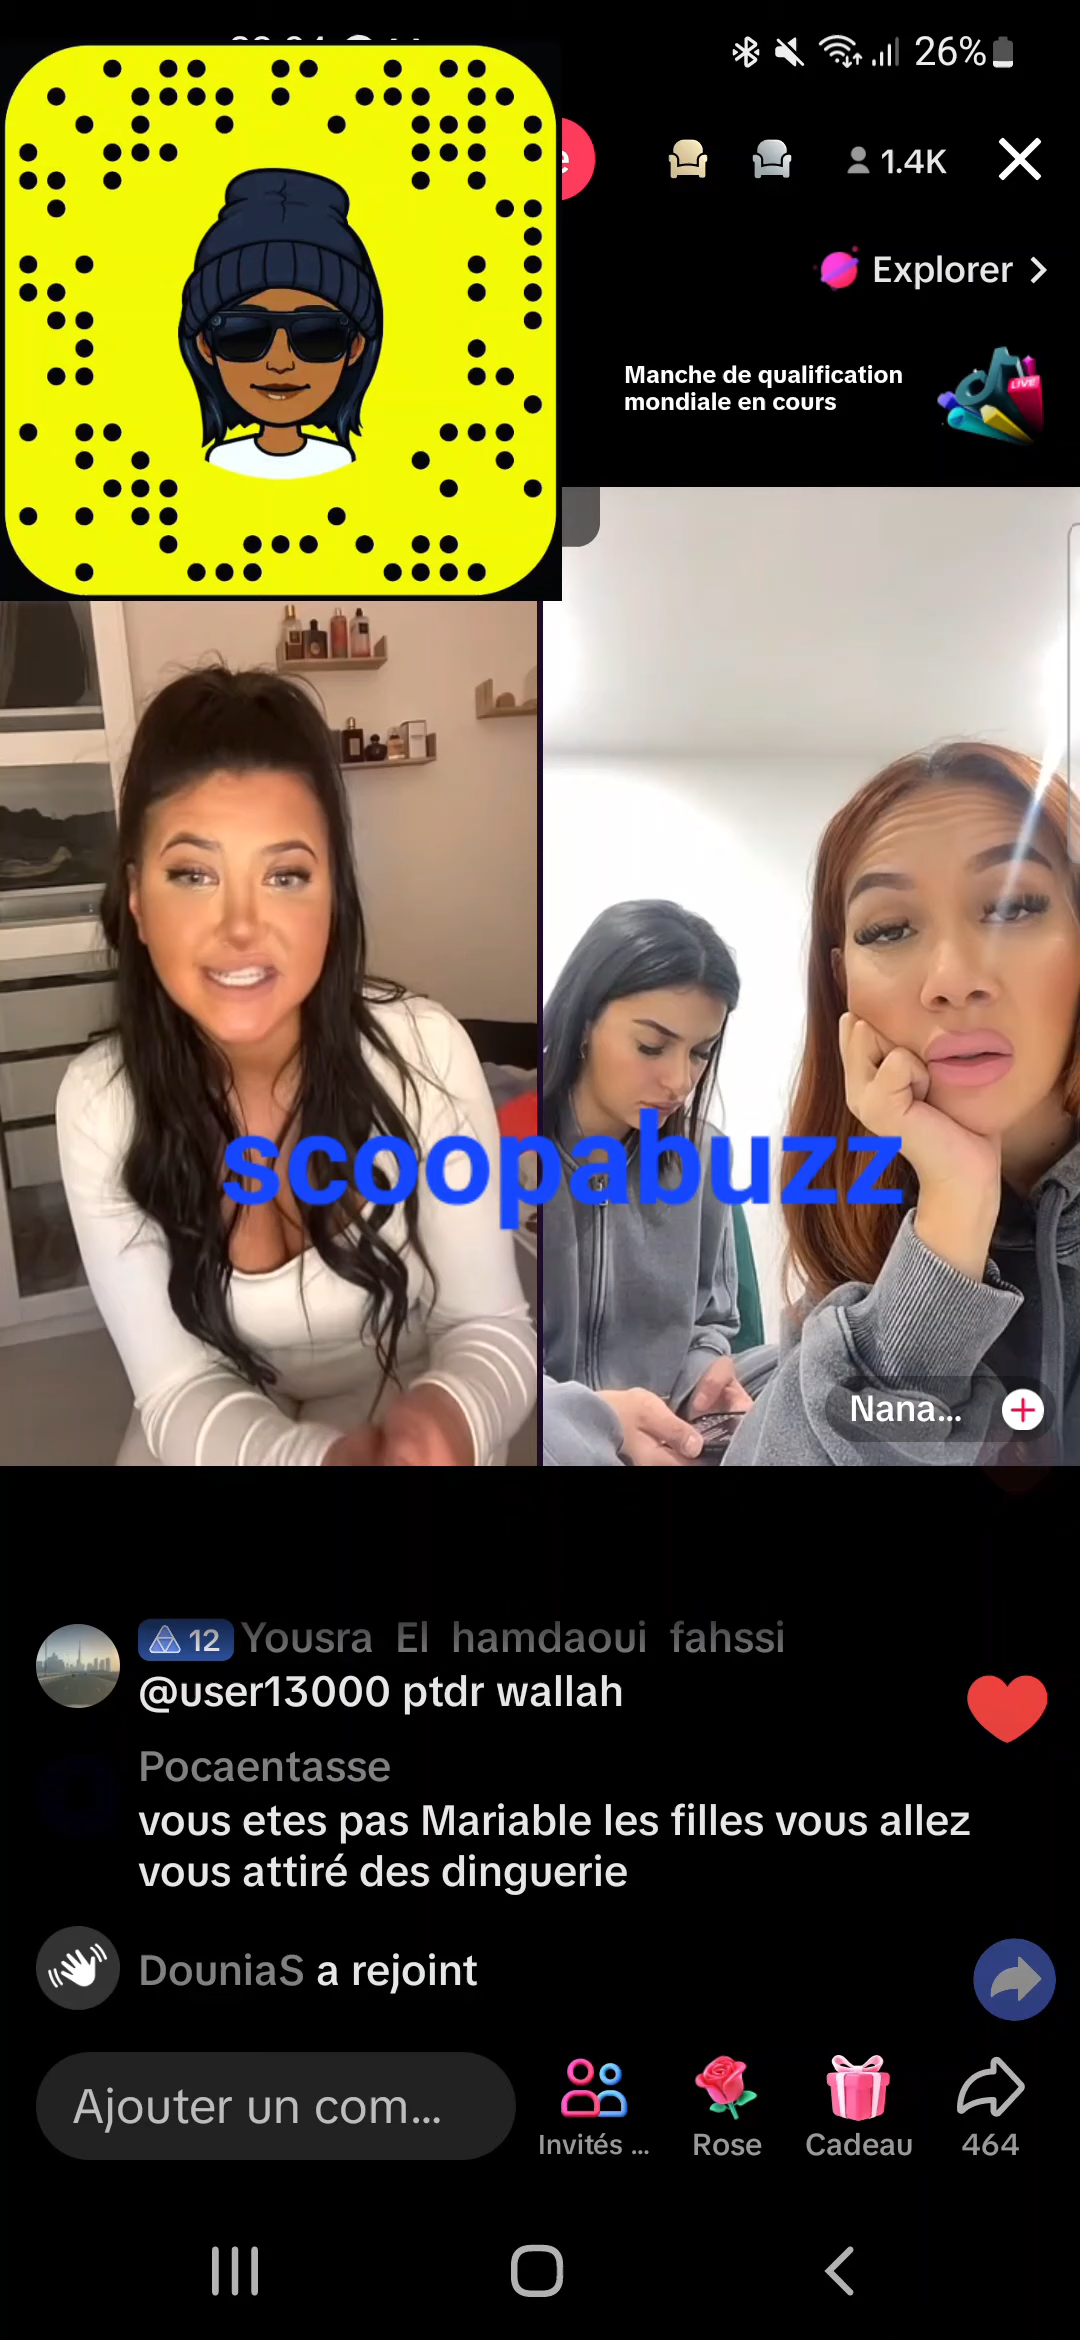 26%
1.4K
Explorer
Manche de qualification
mondiale en cours
LIVE
scoopabuzz
Nana...
12 Yousra El hamdaoui fahssi
@user13000 ptdr wallah
Pocaentasse
vous etes pas Mariable les filles vous allez
vous attiré des dinguerie
DouniaS a rejoint
Ajouter un com...
Invités ...
Rose
Cadeau
464